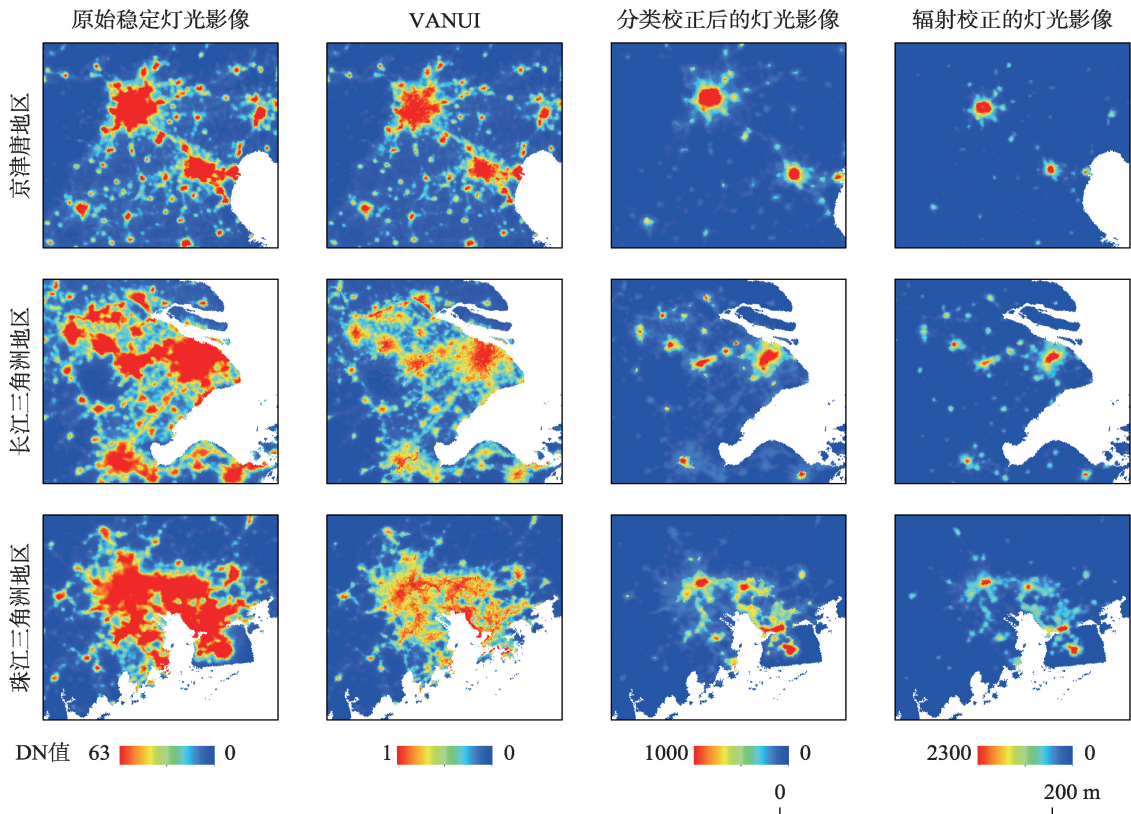 原始稳定灯光影像 VANUI 分类校正后的灯光影像 辐射校正的灯光影像
京津唐地区
长江三角洲地区
珠江三角洲地区
DN值 63 0 1 0 1000 0 2300 0
0 200 m